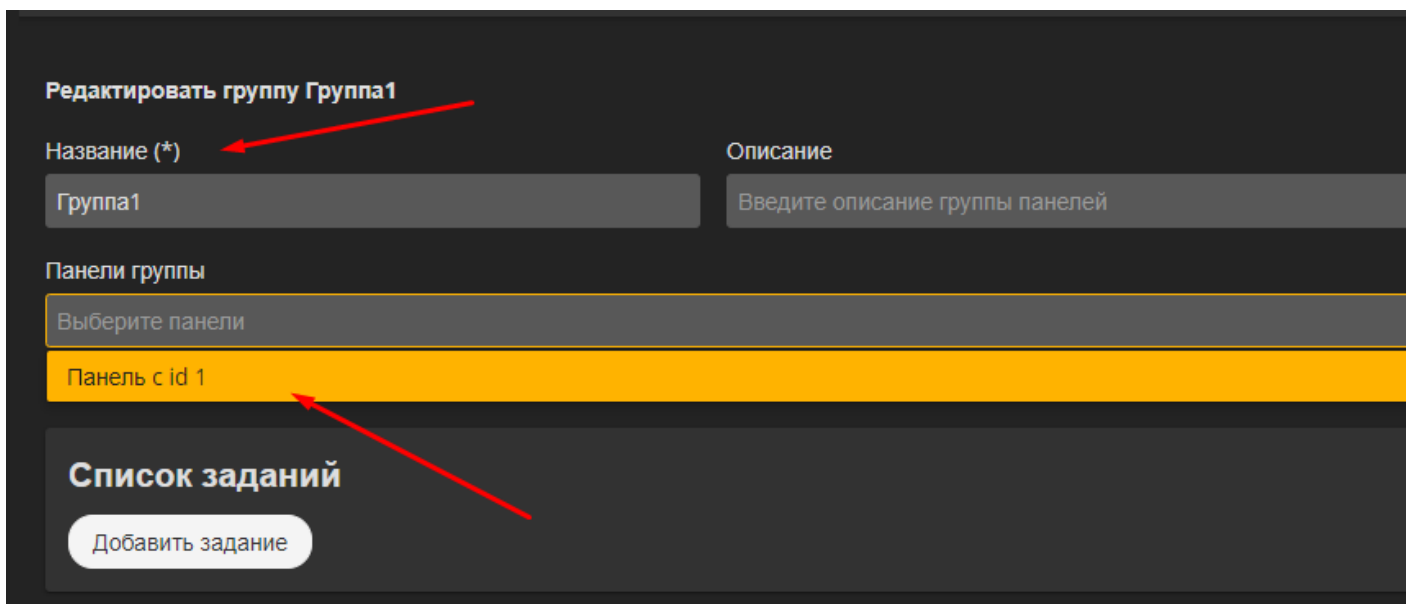 Редактировать группу Группа1
Название (*)
Описание
Группа1
Введите описание группы панелей
Панели группы
Выберите панели
Панель с id 1
Список заданий
Добавить задание